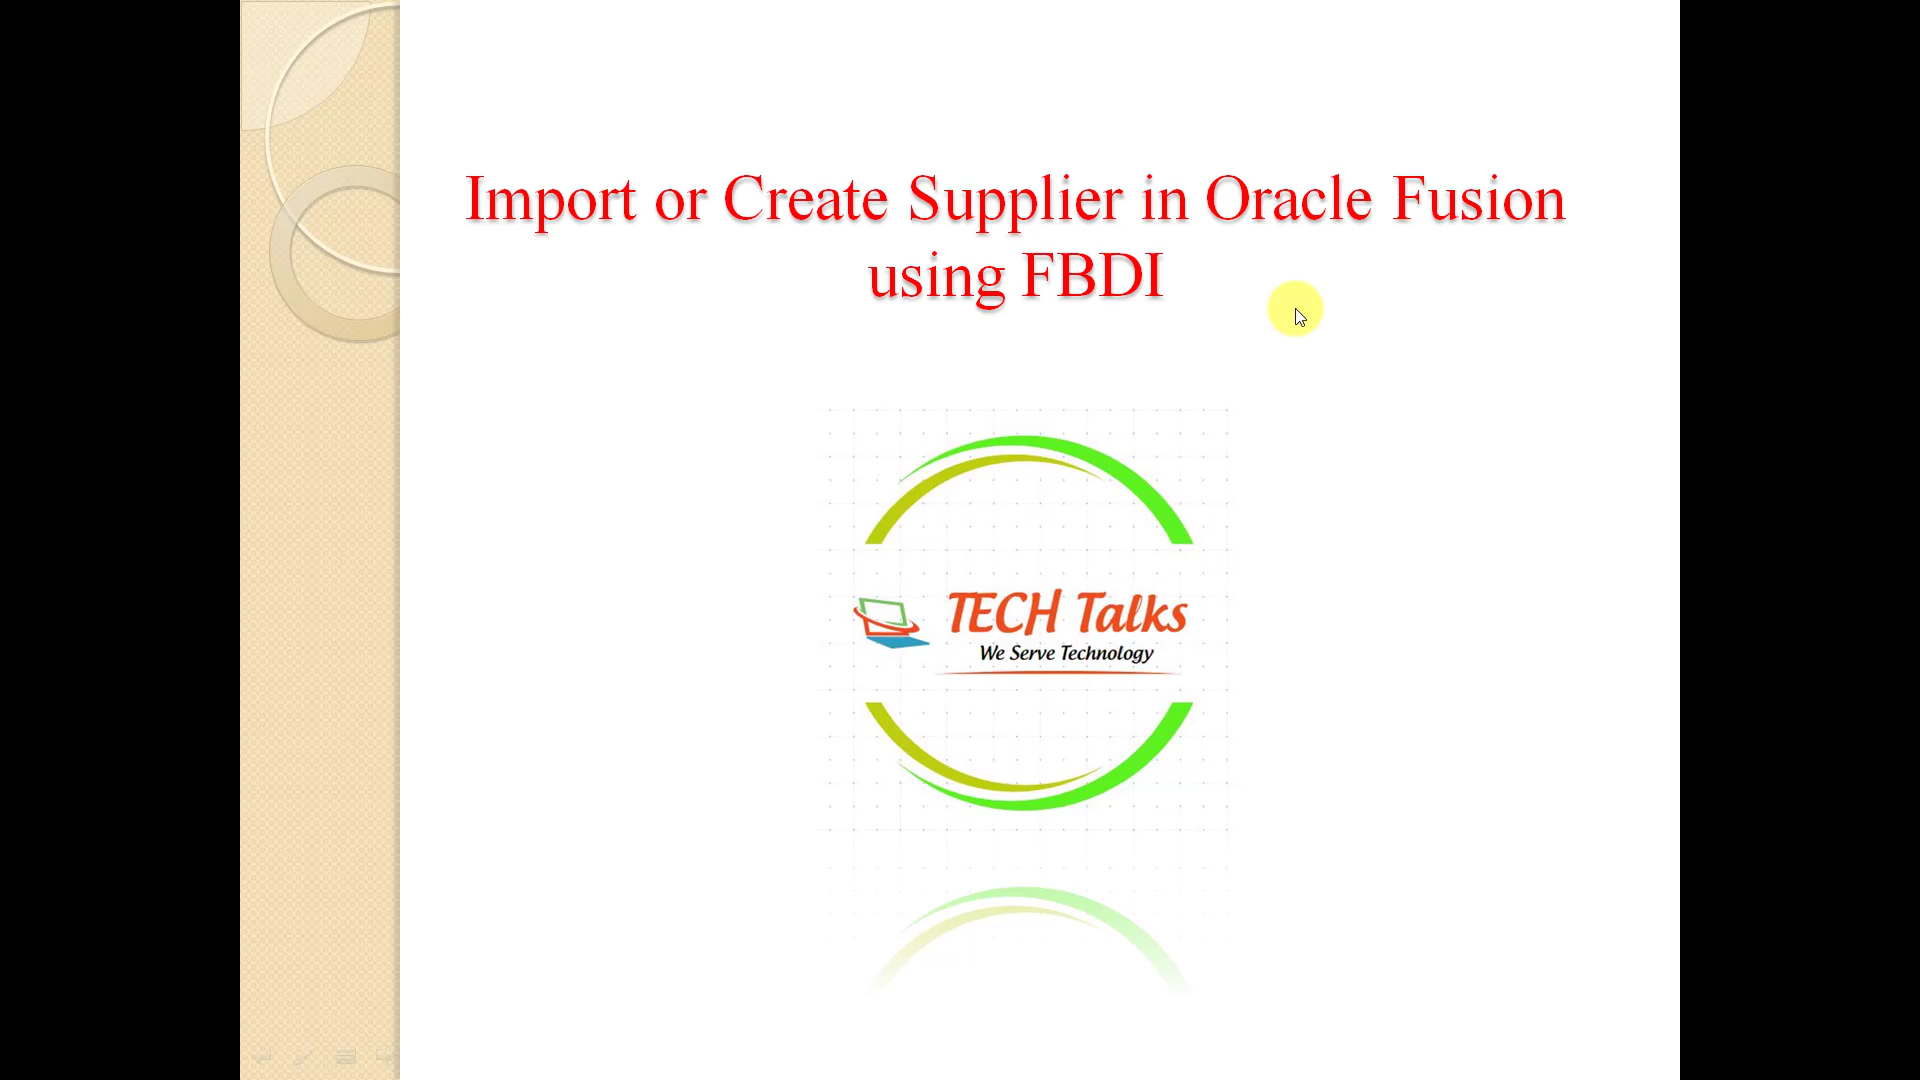 Import or Create Supplier in Oracle Fusion
using FBDI
TECH Talks
We Serve Technology